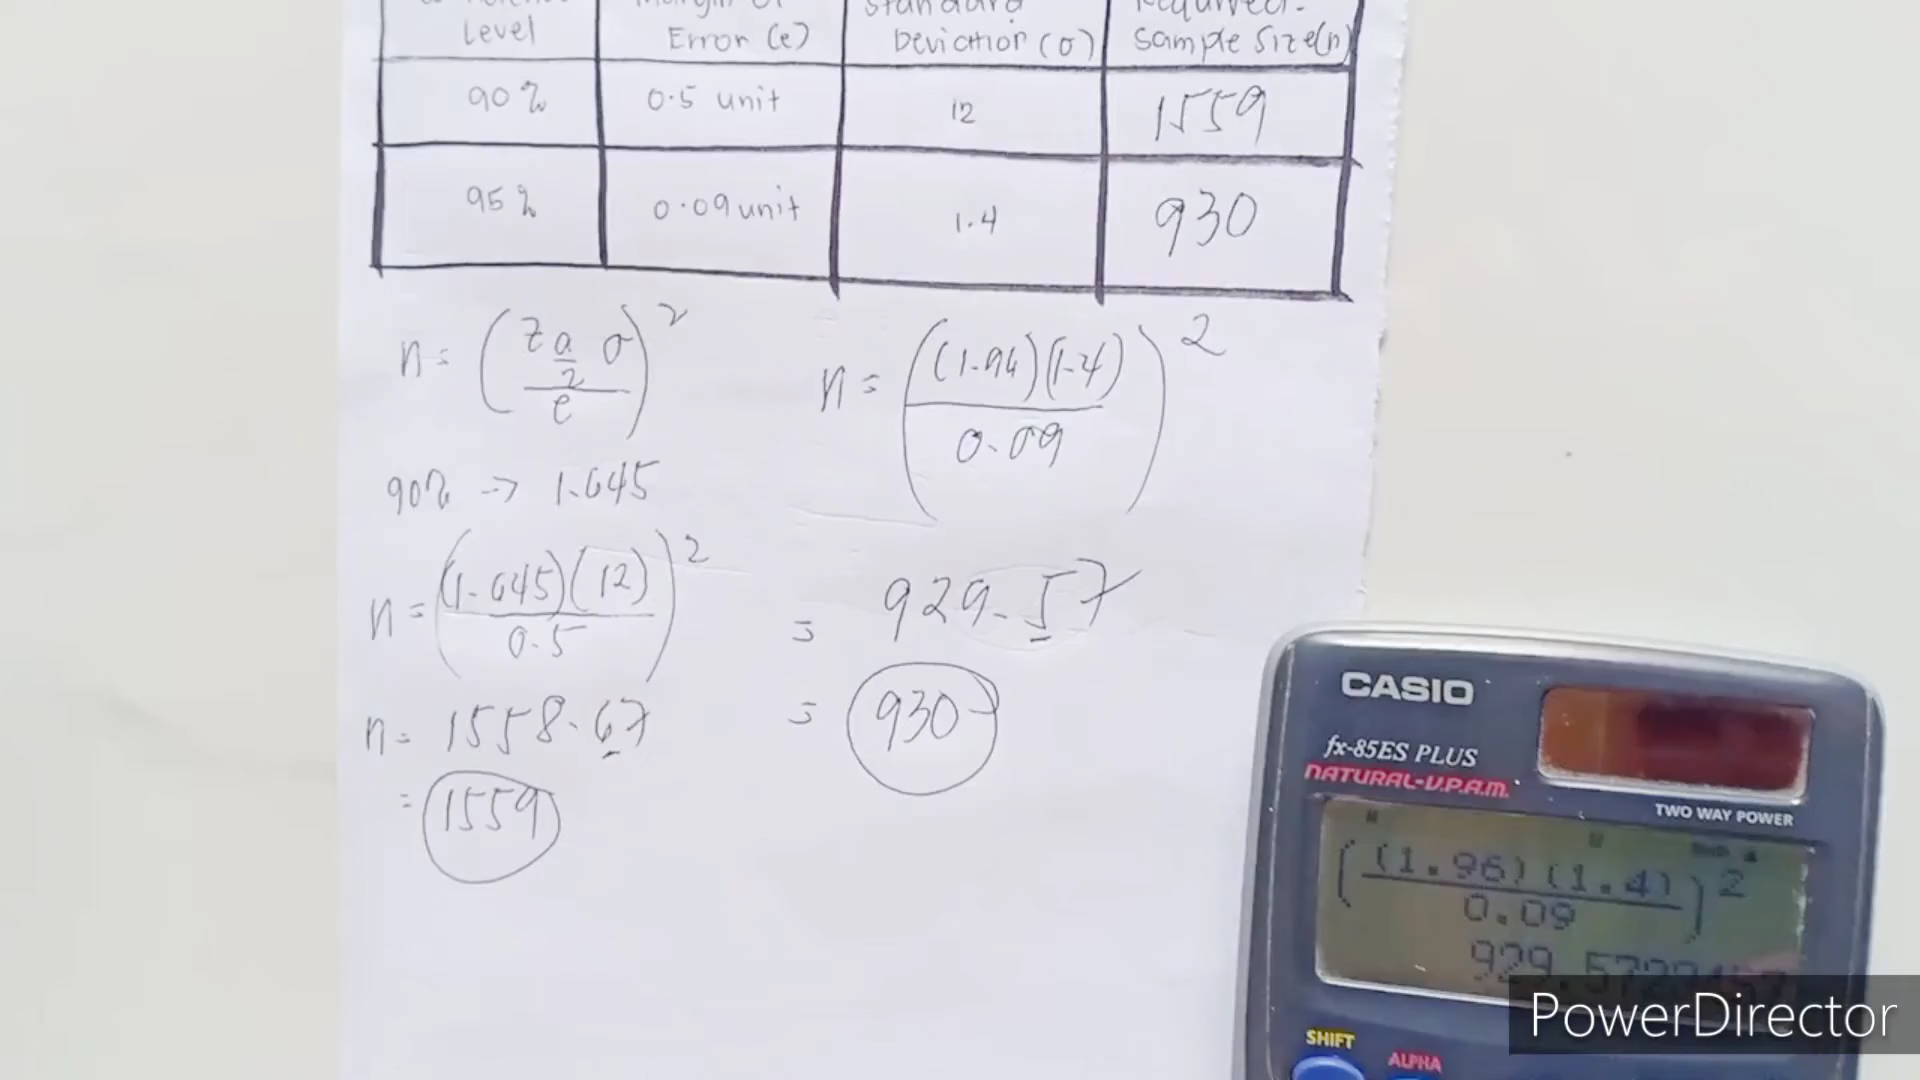 Level
Error (e)
Deviation (σ)
Sample Size(n)
90%
0.5 unit
12
1559
95%
0.09 unit
1.4
930
n = (z a/2 σ / e)²
90% → 1.645
n = ((1.645)(12) / 0.5)²
n = 1558.67
= 1559
n = ((1.96)(1.4) / 0.09)²
= 929.57
= 930
CASIO
fx-85ES PLUS
NATURAL-V.P.A.M.
TWO WAY POWER
((1.96)(1.4) / 0.09)²
SHIFT
ALPHA
PowerDirector